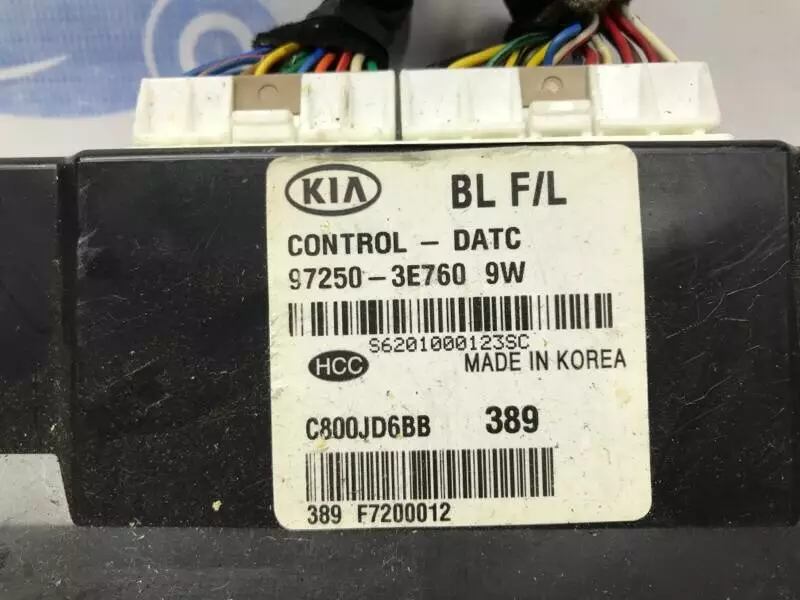 KIA BL F/L
CONTROL - DATC
97250-3E760 9W
S6201000123SC
HCC MADE IN KOREA
C800JD6BB 389
389 F7200012